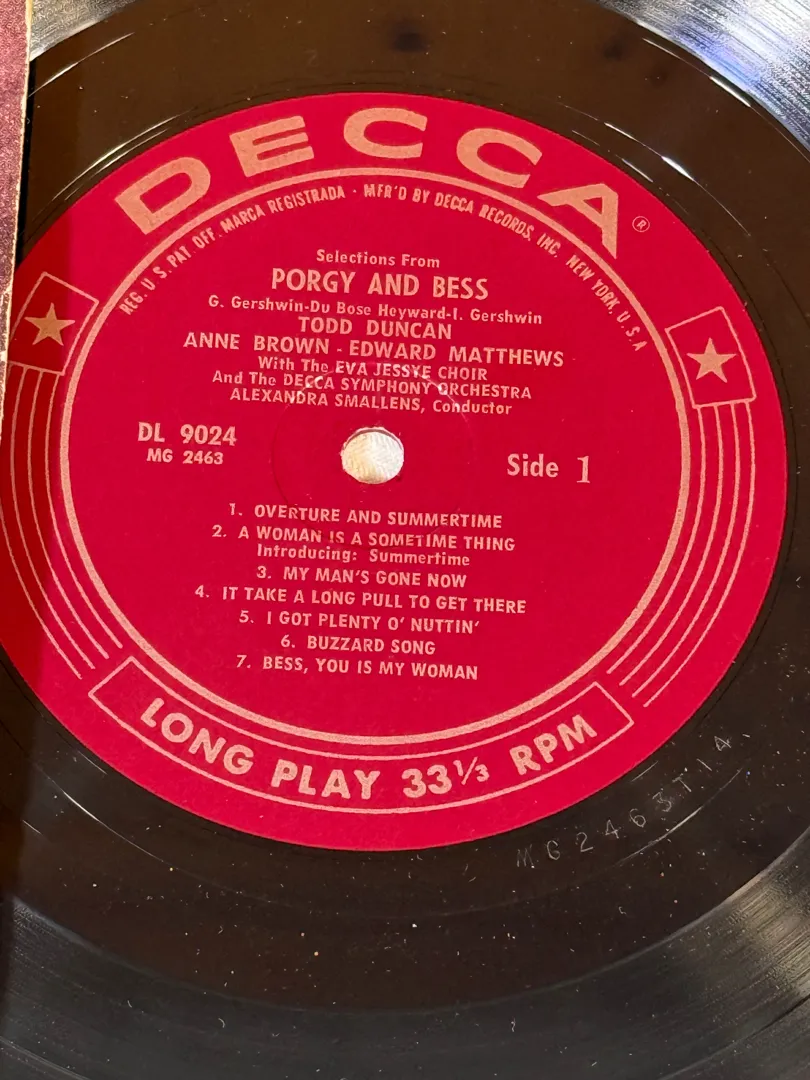 DECCA®
REG. U.S. PAT. OFF. MARCA REGISTRADA · MFR'D BY DECCA RECORDS, INC. NEW YORK, U.S.A
Selections From
PORGY AND BESS
G. Gershwin-Du Bose Heyward-I. Gershwin
TODD DUNCAN
ANNE BROWN - EDWARD MATTHEWS
With The EVA JESSYE CHOIR
And The DECCA SYMPHONY ORCHESTRA
ALEXANDRA SMALLENS, Conductor
DL 9024
MG 2463
Side 1
1. OVERTURE AND SUMMERTIME
2. A WOMAN IS A SOMETIME THING
Introducing: Summertime
3. MY MAN'S GONE NOW
4. IT TAKE A LONG PULL TO GET THERE
5. I GOT PLENTY O' NUTTIN'
6. BUZZARD SONG
7. BESS, YOU IS MY WOMAN
LONG PLAY 33⅓ RPM
MG2463T14